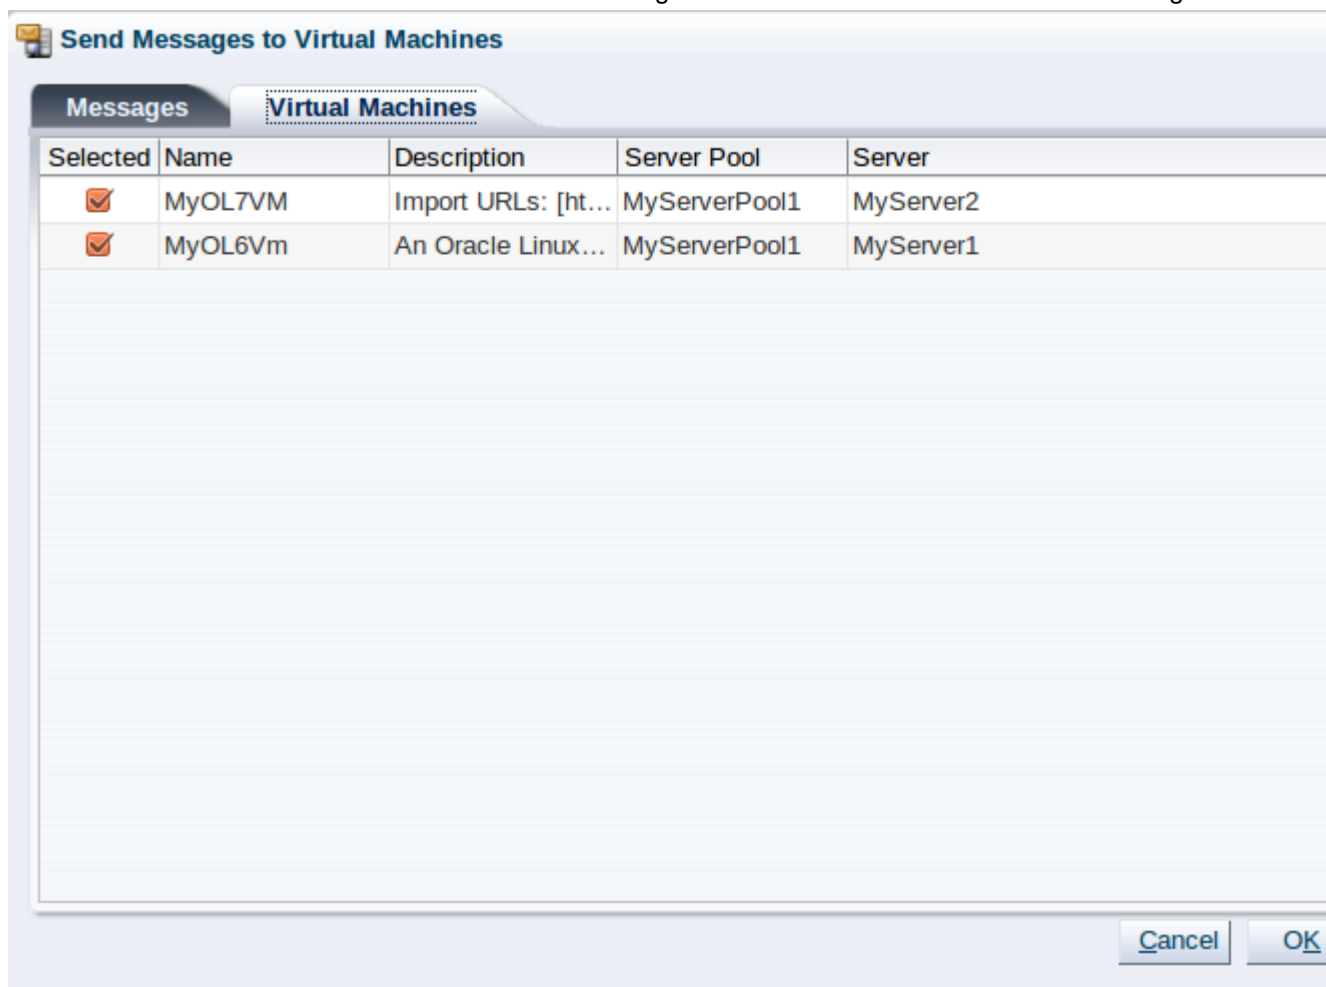 Send Messages to Virtual Machines
Messages Virtual Machines
Selected Name Description Server Pool Server
MyOL7VM Import URLs: [ht... MyServerPool1 MyServer2
MyOL6Vm An Oracle Linux... MyServerPool1 MyServer1
Cancel OK